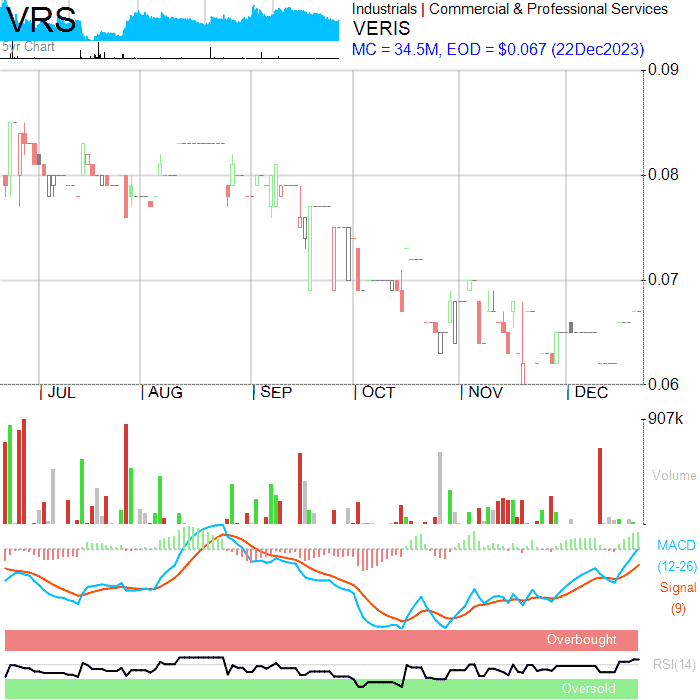 VRS
5yr Chart
Industrials | Commercial & Professional Services
VERIS
MC = 34.5M, EOD = $0.067 (22Dec2023)
0.09
0.08
0.07
0.06
JUL
AUG
SEP
OCT
NOV
DEC
907k
Volume
MACD
(12-26)
Signal
(9)
Overbought
RSI(14)
Oversold